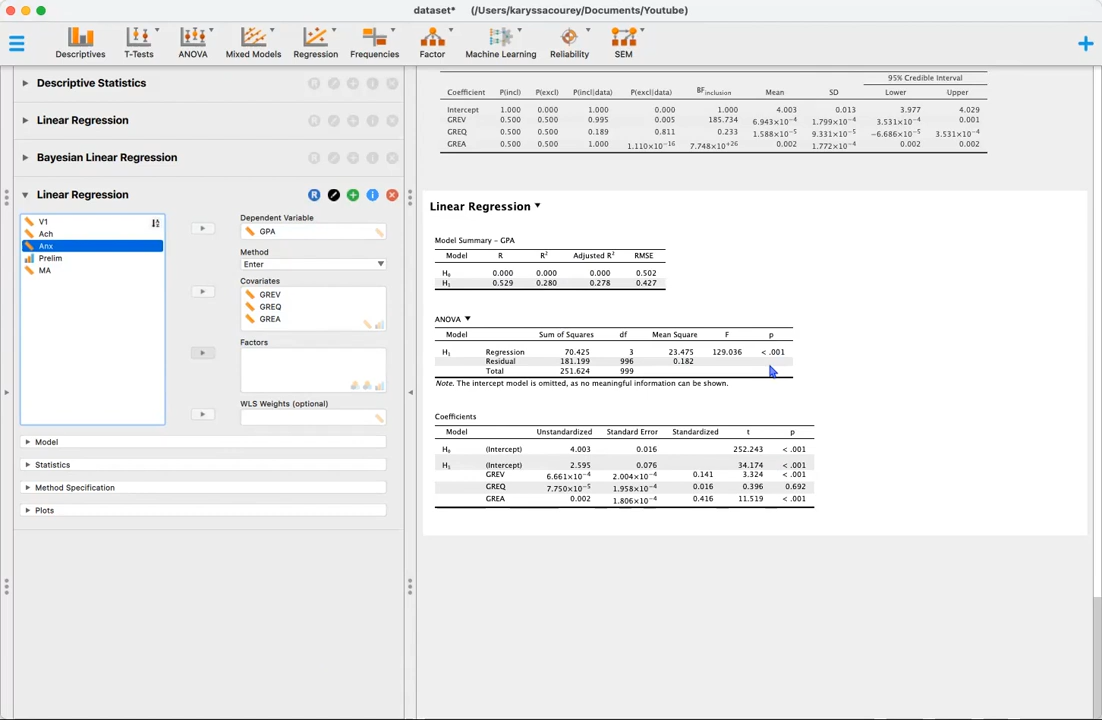 dataset* (/Users/karyssacourey/Documents/Youtube)
Descriptives T-Tests ANOVA Mixed Models Regression Frequencies Factor Machine Learning Reliability SEM
Descriptive Statistics
Linear Regression
Bayesian Linear Regression
Linear Regression
V1
Ach
Anx
Prelim
MA
Dependent Variable
GPA
Method
Enter
Covariates
GREV
GREQ
GREA
Factors
WLS Weights (optional)
Model
Statistics
Method Specification
Plots
95% Credible Interval
Coefficient P(incl) P(excl) P(incl|data) P(excl|data) BFinclusion Mean SD Lower Upper
Intercept 1.000 0.000 1.000 0.000 1.000 4.003 0.013 3.977 4.029
GREV 0.500 0.500 0.995 0.005 185.734 6.943×10⁻⁴ 1.799×10⁻⁴ 3.531×10⁻⁴ 0.001
GREQ 0.500 0.500 0.189 0.811 0.233 1.588×10⁻⁵ 9.331×10⁻⁵ −6.686×10⁻⁵ 3.531×10⁻⁴
GREA 0.500 0.500 1.000 1.110×10⁻¹⁶ 7.748×10⁺²⁶ 0.002 1.772×10⁻⁴ 0.002 0.002
Linear Regression
Model Summary - GPA
Model R R² Adjusted R² RMSE
H₀ 0.000 0.000 0.000 0.502
H₁ 0.529 0.280 0.278 0.427
ANOVA
Model Sum of Squares df Mean Square F p
H₁ Regression 70.425 3 23.475 129.036 < .001
Residual 181.199 996 0.182
Total 251.624 999
Note. The intercept model is omitted, as no meaningful information can be shown.
Coefficients
Model Unstandardized Standard Error Standardized t p
H₀ (Intercept) 4.003 0.016 252.243 < .001
H₁ (Intercept) 2.595 0.076 34.174 < .001
GREV 6.661×10⁻⁴ 2.004×10⁻⁴ 0.141 3.324 < .001
GREQ 7.750×10⁻⁵ 1.958×10⁻⁴ 0.016 0.396 0.692
GREA 0.002 1.806×10⁻⁴ 0.416 11.519 < .001